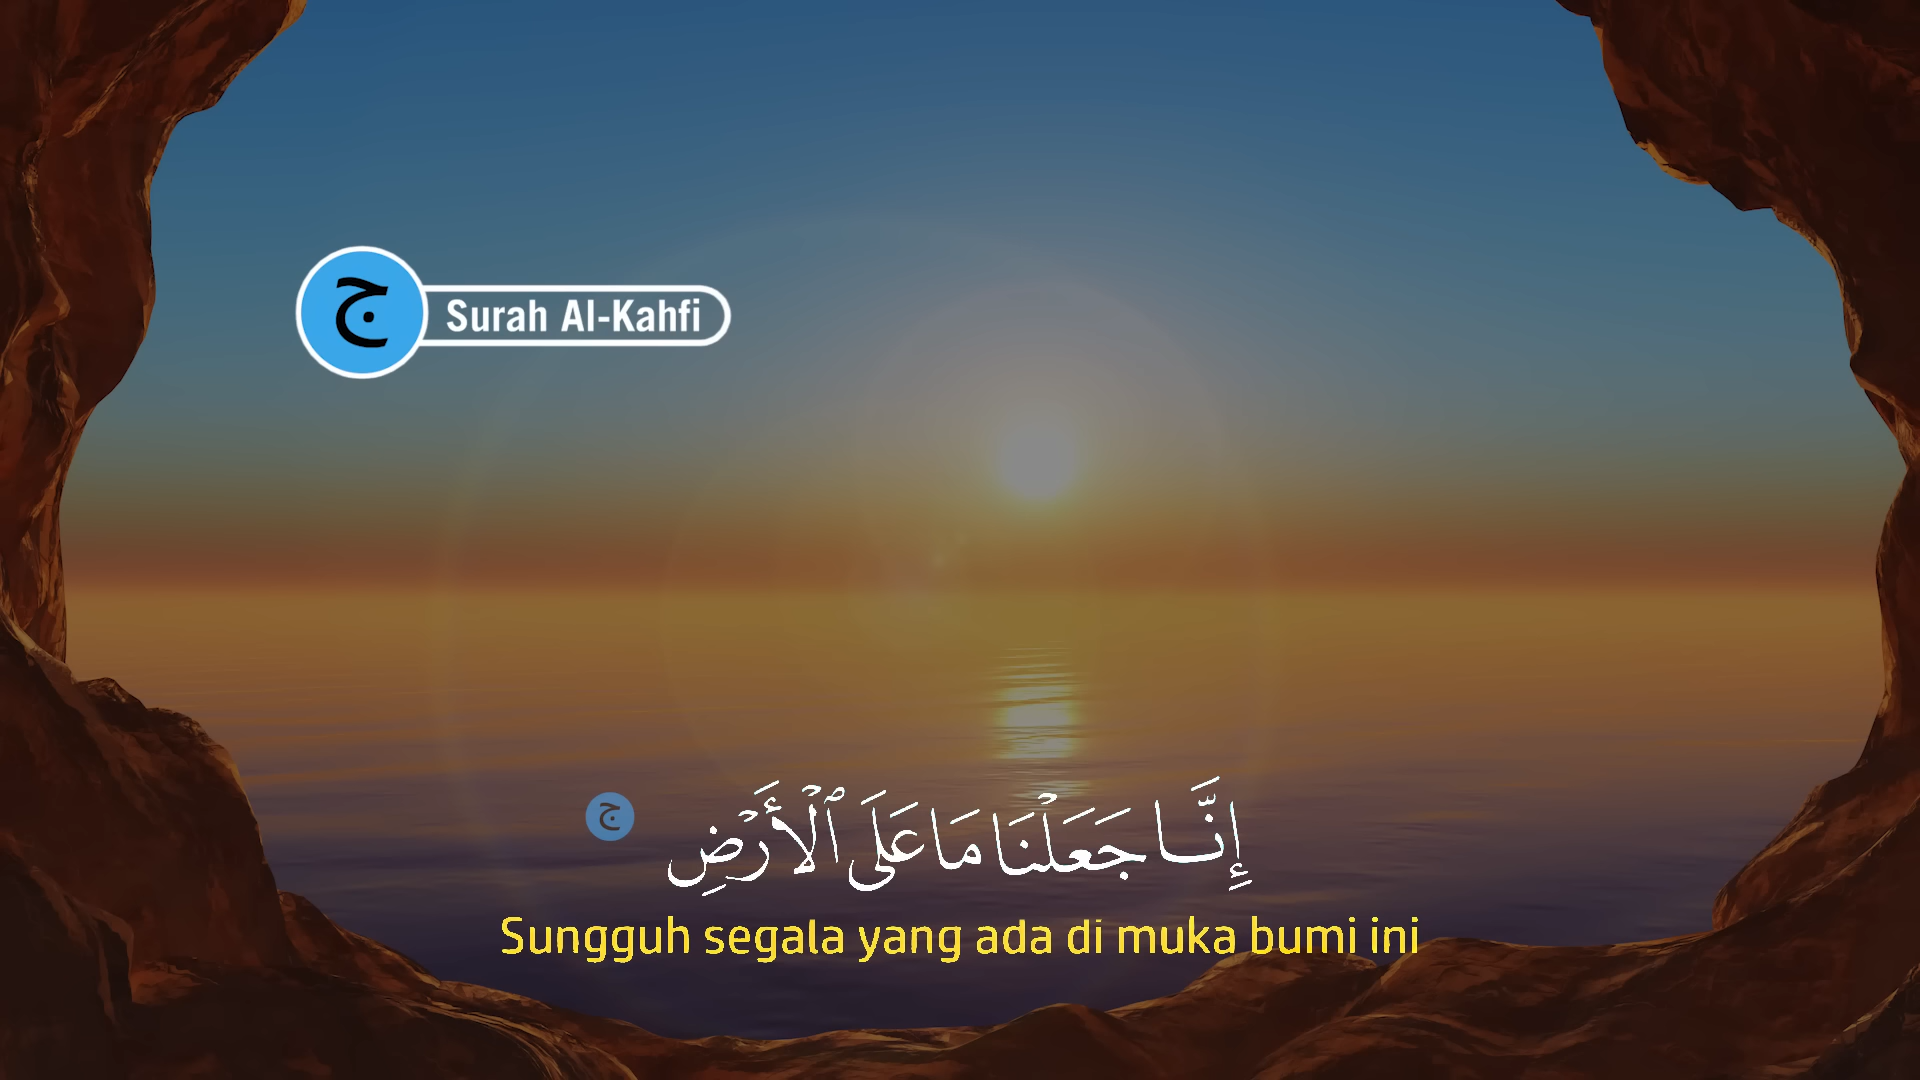 ج
Surah Al-Kahfi
ج
إِنَّا جَعَلْنَا مَا عَلَى ٱلْأَرْضِ
Sungguh segala yang ada di muka bumi ini